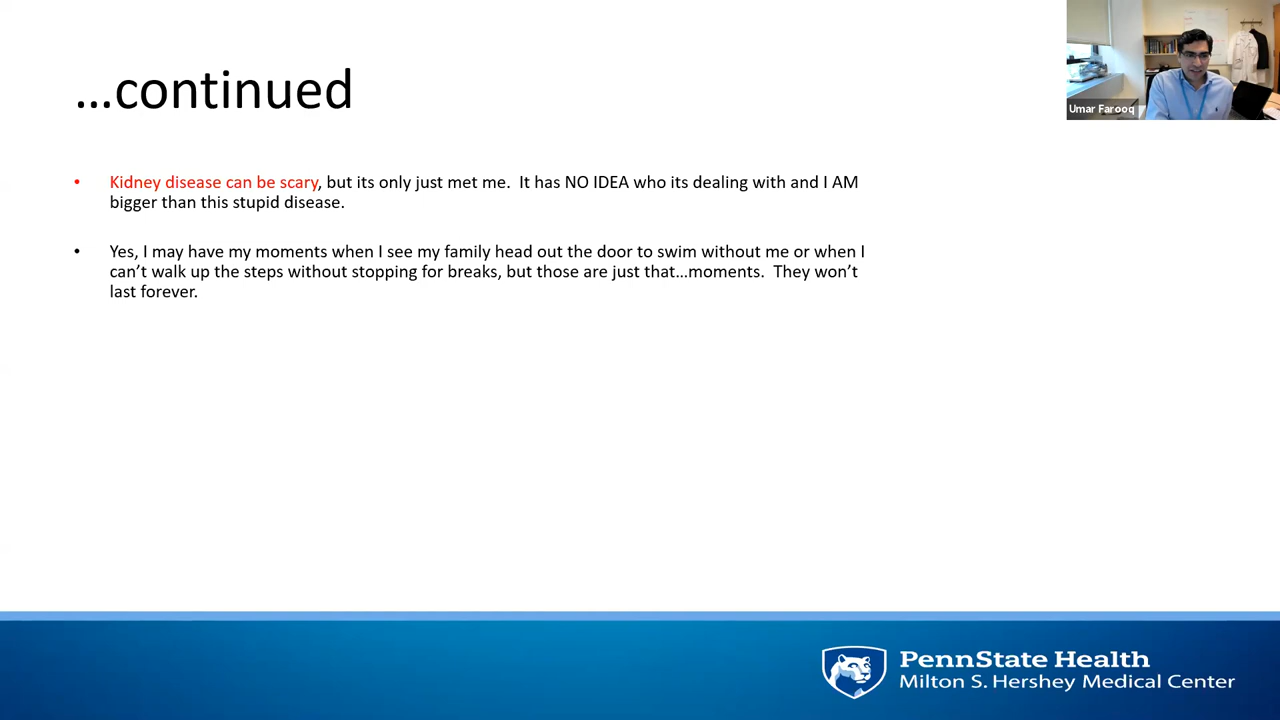 ...continued
Umar Farooq
• Kidney disease can be scary, but its only just met me.  It has NO IDEA who its dealing with and I AM
bigger than this stupid disease.
• Yes, I may have my moments when I see my family head out the door to swim without me or when I
can’t walk up the steps without stopping for breaks, but those are just that…moments.  They won’t
last forever.
PennState Health
Milton S. Hershey Medical Center